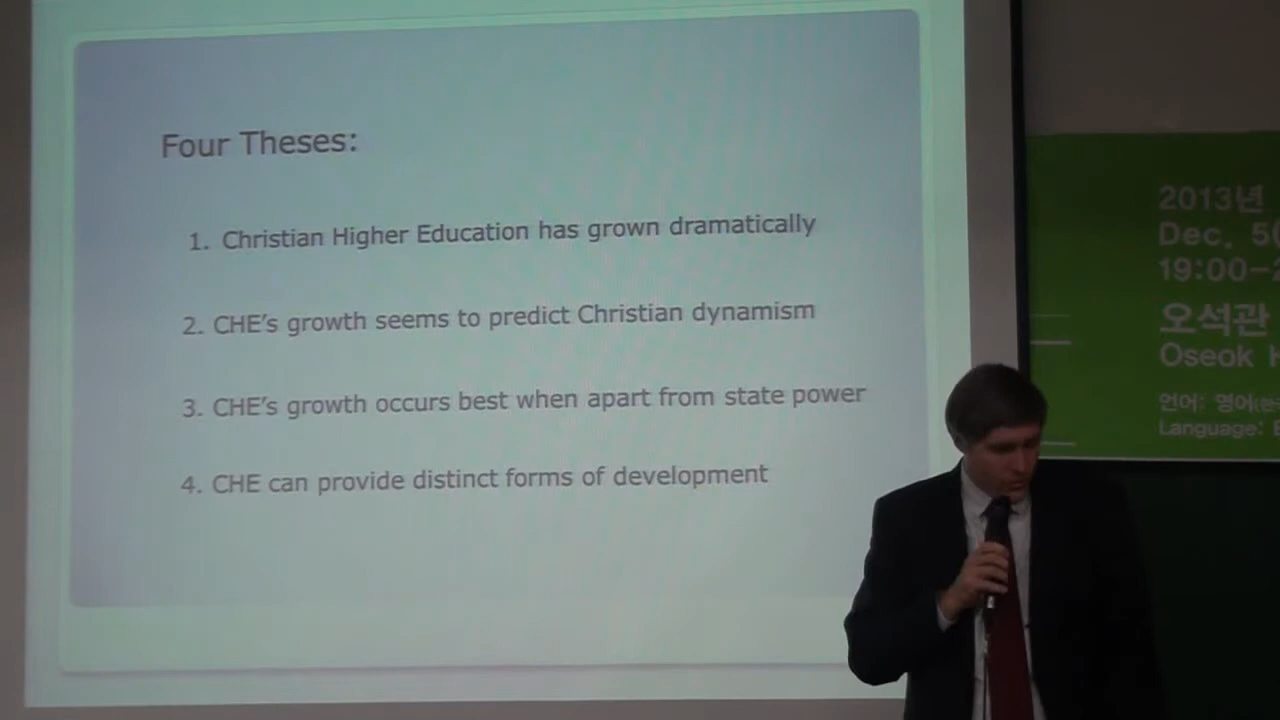 Four Theses:
1. Christian Higher Education has grown dramatically
2. CHE's growth seems to predict Christian dynamism
3. CHE's growth occurs best when apart from state power
4. CHE can provide distinct forms of development
2013년
Dec. 5
19:00-
오석관
Oseok H
언어: 영어
Language: